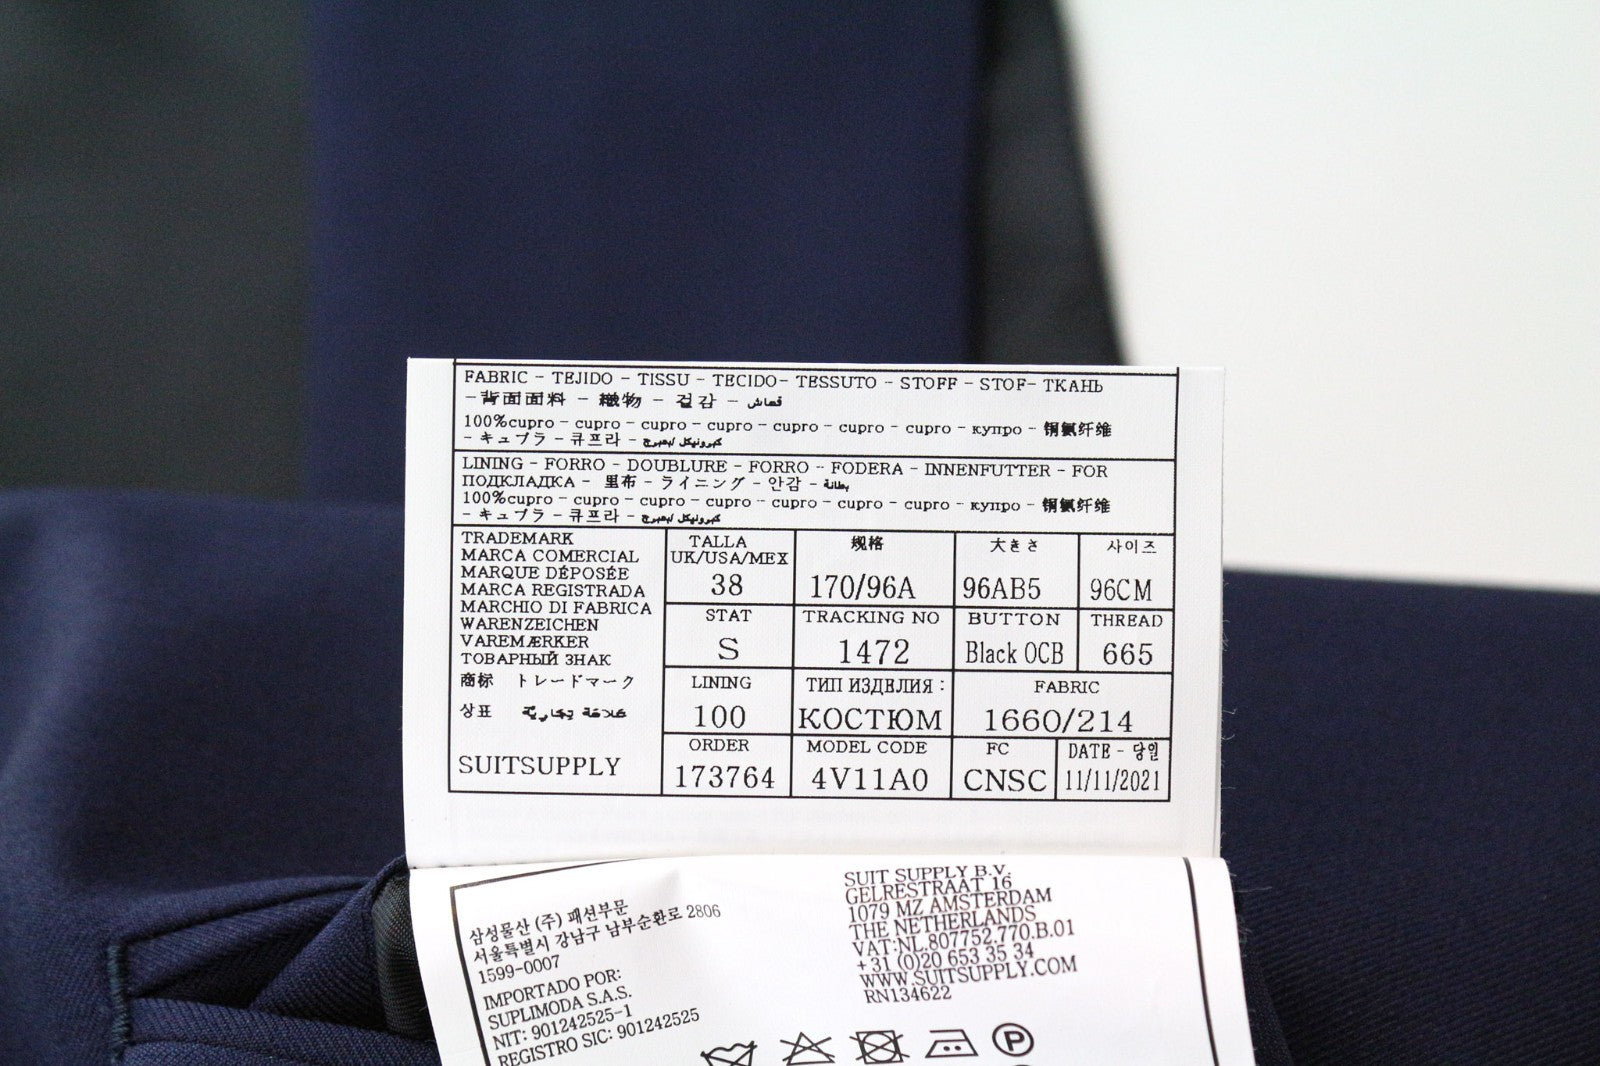 FABRIC - TEJIDO - TISSU - TECIDO- TESSUTO - STOFF - STOF- ТКАНЬ
-背面面料 - 織物 - 겉감 - قماش
100%cupro - cupro - cupro - cupro - cupro - cupro - cupro - купро - 铜氨纤维
- キュプラ - 큐프라 -
LINING - FORRO - DOUBLURE - FORRO - FODERA - INNENFUTTER - FOR
ПОДКЛАДКА - 里布 - ライニング - 안감 - بطانة
100%cupro - cupro - cupro - cupro - cupro - cupro - cupro - купро - 铜氨纤维
- キュプラ - 큐프라 -
TRADEMARK
MARCA COMERCIAL
MARQUE DÉPOSÉE
MARCA REGISTRADA
MARCHIO DI FABRICA
WARENZEICHEN
VAREMÆRKER
ТОВАРНЫЙ ЗНАК
商标 トレードマーク
상표 علامة تجارية
SUITSUPPLY
TALLA
UK/USA/MEX
38
规格
170/96A
大きさ
96AB5
사이즈
96CM
STAT
S
TRACKING NO
1472
BUTTON
Black OCB
THREAD
665
LINING
100
ТИП ИЗДЕЛИЯ :
КОСТЮМ
FABRIC
1660/214
ORDER
173764
MODEL CODE
4V11A0
FC
CNSC
DATE - 당일
11/11/2021
삼성물산 (주) 패션부문
서울특별시 강남구 남부순환로 2806
1599-0007
IMPORTADO POR:
SUPLIMODA S.A.S.
NIT: 901242525-1
REGISTRO SIC: 901242525
SUIT SUPPLY B.V.
GELRESTRAAT 16
1079 MZ AMSTERDAM
THE NETHERLANDS
VAT:NL.807752.770.B.01
+31 (0)20 653 35 34
WWW.SUITSUPPLY.COM
RN134622
P